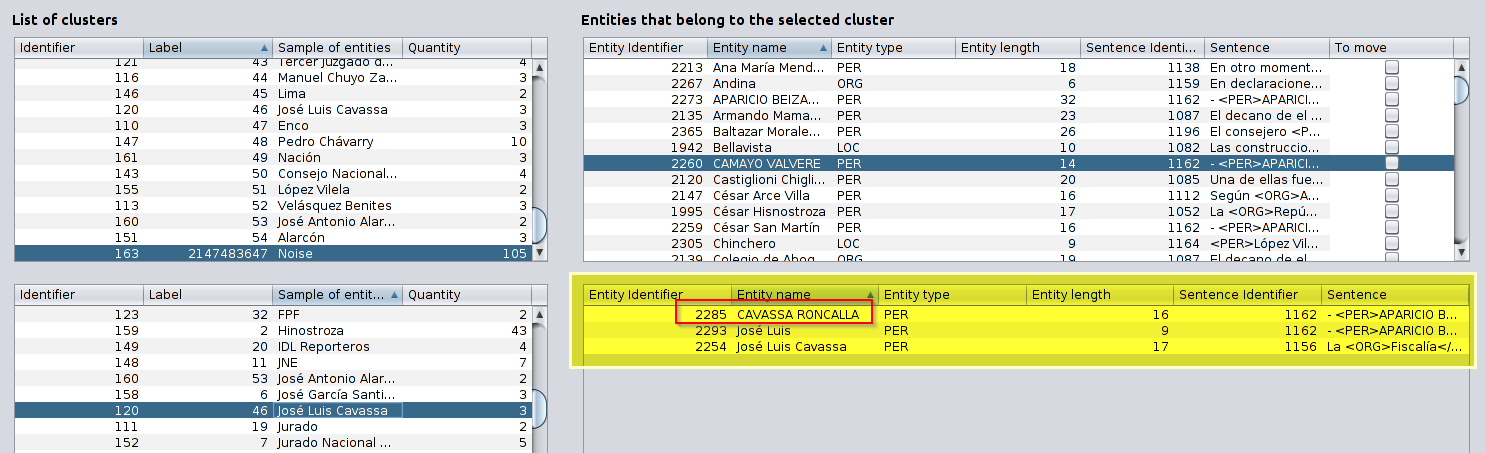 List of clusters
Identifier Label Sample of entities Quantity
121 43 Tercer Juzgado d... 4
116 44 Manuel Chuyo Za... 3
146 45 Lima 2
120 46 José Luis Cavassa 3
110 47 Enco 3
147 48 Pedro Chávarry 10
161 49 Nación 3
143 50 Consejo Nacional... 4
155 51 López Vilela 2
113 52 Velásquez Benites 3
160 53 José Antonio Alar... 2
151 54 Alarcón 3
163 2147483647 Noise 105
Identifier Label Sample of entit... Quantity
123 32 FPF 2
159 2 Hinostroza 43
149 20 IDL Reporteros 4
148 11 JNE 7
160 53 José Antonio Alar... 2
158 6 José García Santi... 3
120 46 José Luis Cavassa 3
111 19 Jurado 2
152 7 Jurado Nacional ... 5
Entities that belong to the selected cluster
Entity Identifier Entity name Entity type Entity length Sentence Identi... Sentence To move
2213 Ana María Mend... PER 18 1138 En otro moment...
2267 Andina ORG 6 1159 En declaracione...
2273 APARICIO BEIZA... PER 32 1162 - <PER>APARICI...
2135 Armando Mama... PER 23 1087 El decano de el ...
2365 Baltazar Morale... PER 26 1196 El consejero <P...
1942 Bellavista LOC 10 1082 Las construccio...
2260 CAMAYO VALVERE PER 14 1162 - <PER>APARICI...
2120 Castiglioni Chigli... PER 20 1085 Una de ellas fue...
2147 César Arce Villa PER 16 1112 Según <ORG>A...
1995 César Hisnostroza PER 17 1052 La <ORG>Repú...
2259 César San Martín PER 16 1162 - <PER>APARICI...
2305 Chinchero LOC 9 1164 <PER>López Vil...
2139 Colegio de Abog... ORG 19 1087 El decano de el ...
Entity Identifier Entity name Entity type Entity length Sentence Identifier Sentence
2285 CAVASSA RONCALLA PER 16 1162 - <PER>APARICIO B...
2293 José Luis PER 9 1162 - <PER>APARICIO B...
2254 José Luis Cavassa PER 17 1156 La <ORG>Fiscalía</...